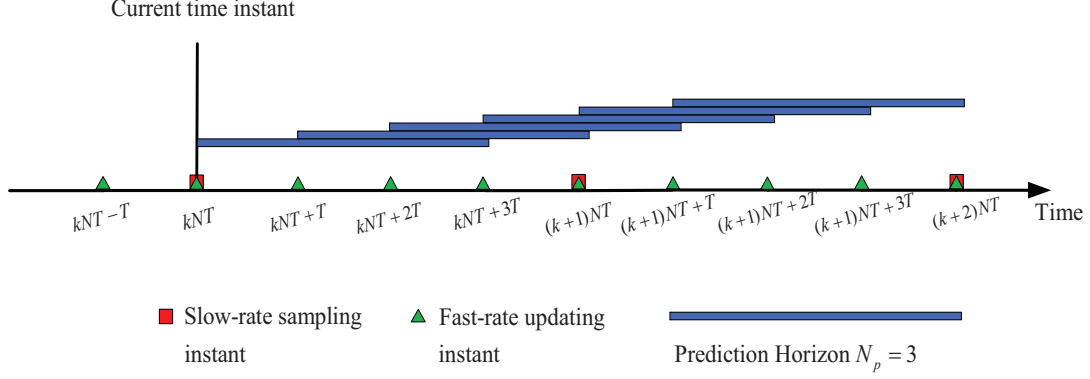 Current time instant
kNT−T
kNT
kNT+T
kNT+2T
kNT+3T
(k+1)NT
(k+1)NT+T
(k+1)NT+2T
(k+1)NT+3T
(k+2)NT
Time
Slow-rate sampling
instant
Fast-rate updating
instant
Prediction Horizon N_p = 3